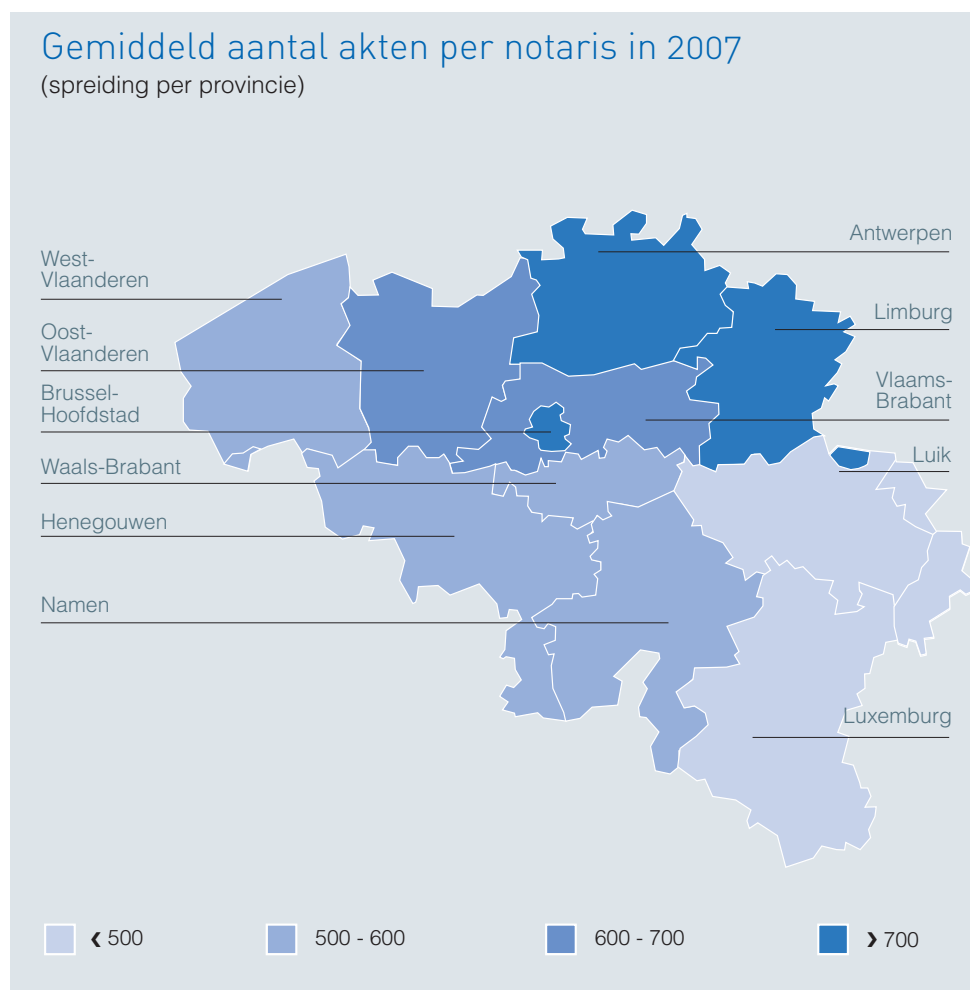 Gemiddeld aantal akten per notaris in 2007
(spreiding per provincie)
West-
Vlaanderen
Oost-
Vlaanderen
Brussel-
Hoofdstad
Waals-Brabant
Henegouwen
Namen
Antwerpen
Limburg
Vlaams-
Brabant
Luik
Luxemburg
< 500
500 - 600
600 - 700
> 700